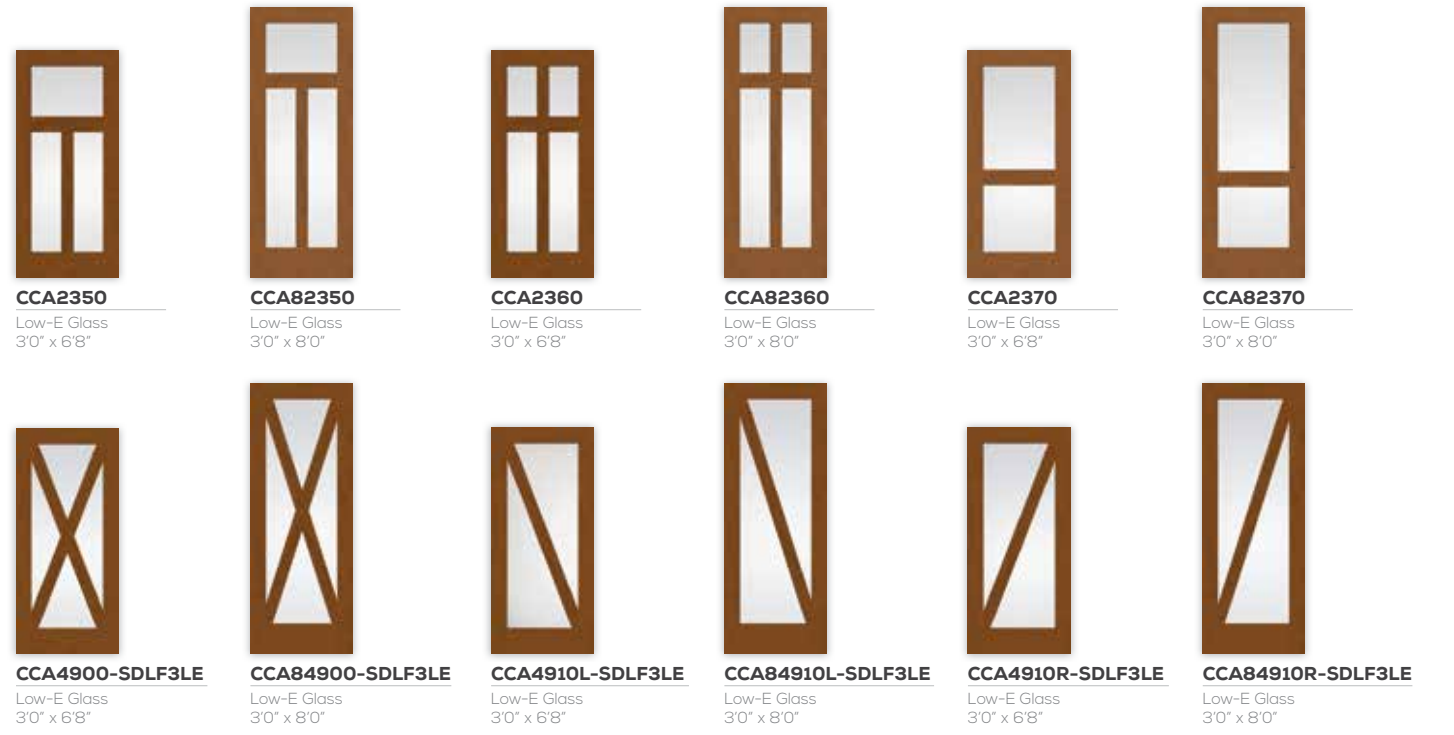 CCA2350
Low-E Glass
3'0" x 6'8"
CCA82350
Low-E Glass
3'0" x 8'0"
CCA2360
Low-E Glass
3'0" x 6'8"
CCA82360
Low-E Glass
3'0" x 8'0"
CCA2370
Low-E Glass
3'0" x 6'8"
CCA82370
Low-E Glass
3'0" x 8'0"
CCA4900-SDLF3LE
Low-E Glass
3'0" x 6'8"
CCA84900-SDLF3LE
Low-E Glass
3'0" x 8'0"
CCA4910L-SDLF3LE
Low-E Glass
3'0" x 6'8"
CCA84910L-SDLF3LE
Low-E Glass
3'0" x 8'0"
CCA4910R-SDLF3LE
Low-E Glass
3'0" x 6'8"
CCA84910R-SDLF3LE
Low-E Glass
3'0" x 8'0"